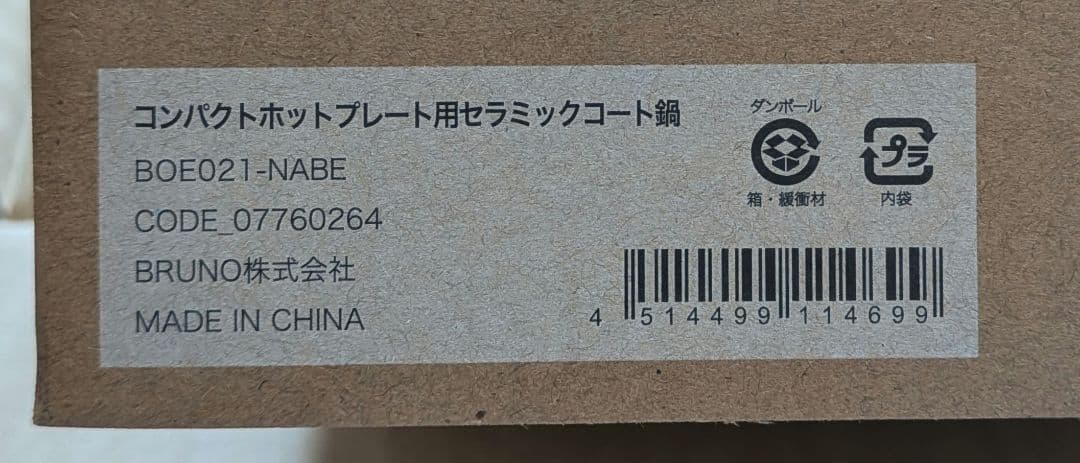 コンパクトホットプレート用セラミックコート鍋
BOE021-NABE
CODE_07760264
BRUNO株式会社
MADE IN CHINA
ダンボール
箱・緩衝材
プラ
内袋
4 514499 114699